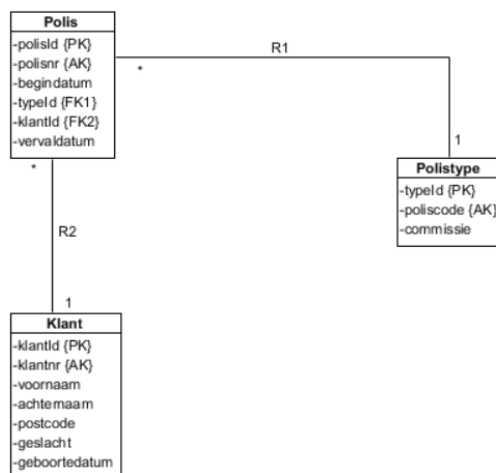 Polis
-polisId {PK}
-polisnr {AK}
-begindatum
-typeId {FK1}
-klantId {FK2}
-vervaldatum
R1
*
1
Polistype
-typeId {PK}
-poliscode {AK}
-commissie
*
R2
1
Klant
-klantId {PK}
-klantnr {AK}
-voornaam
-achternaam
-postcode
-geslacht
-geboortedatum